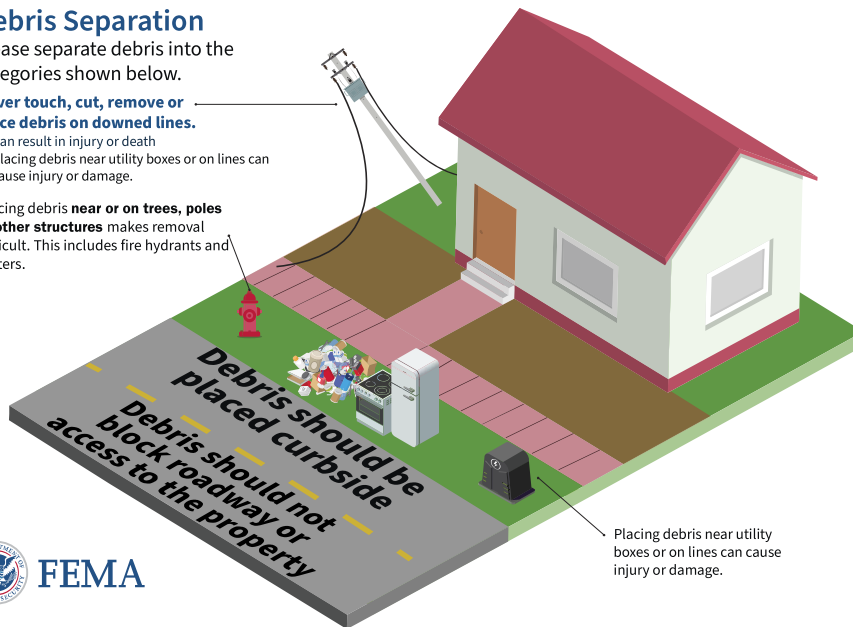 ebris Separation
ase separate debris into the
egories shown below.
ver touch, cut, remove or
ce debris on downed lines.
an result in injury or death
lacing debris near utility boxes or on lines can
ause injury or damage.
cing debris near or on trees, poles
other structures makes removal
icult. This includes fire hydrants and
ters.
Debris should be
placed curbside
Debris should not
block roadway or
access to the property
Placing debris near utility
boxes or on lines can cause
injury or damage.
FEMA